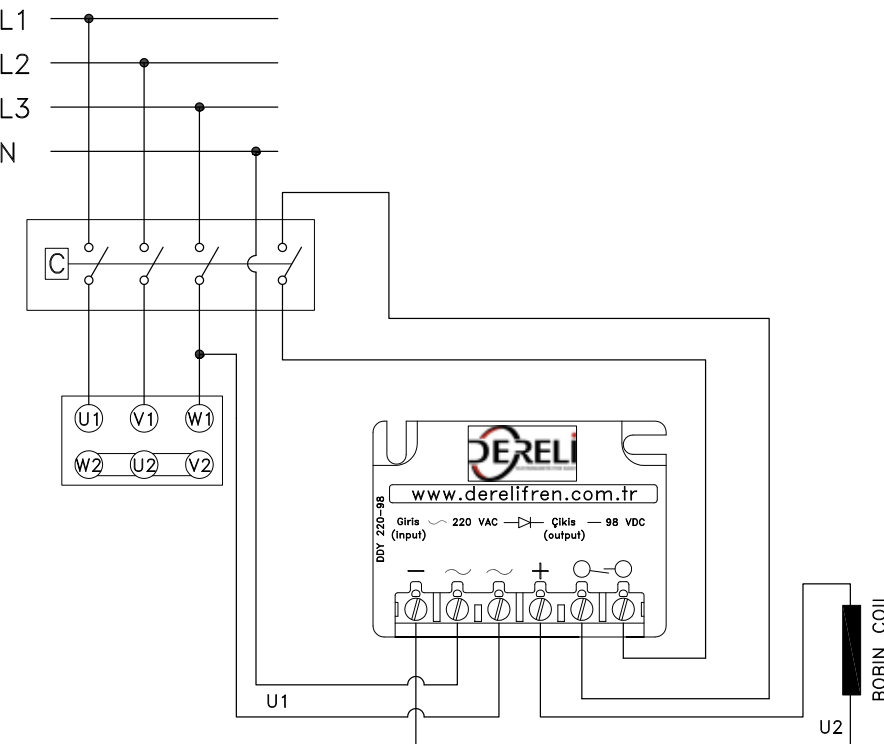 L1
L2
L3
N
C
U1 V1 W1
W2 U2 V2
DERELİ
www.derelifren.com.tr
DDY 220-98
Giris ~ 220 VAC Çikis — 98 VDC
(input) (output)
− ~ ~ +
U1
U2
BOBIN COIL